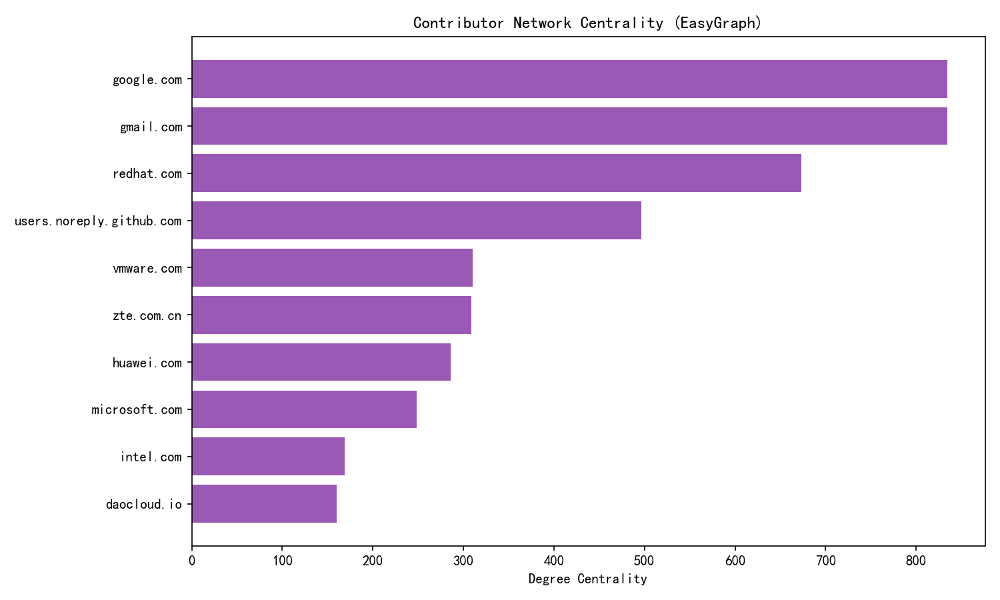 Contributor Network Centrality (EasyGraph)
google.com
gmail.com
redhat.com
users.noreply.github.com
vmware.com
zte.com.cn
huawei.com
microsoft.com
intel.com
daocloud.io
0 100 200 300 400 500 600 700 800
Degree Centrality